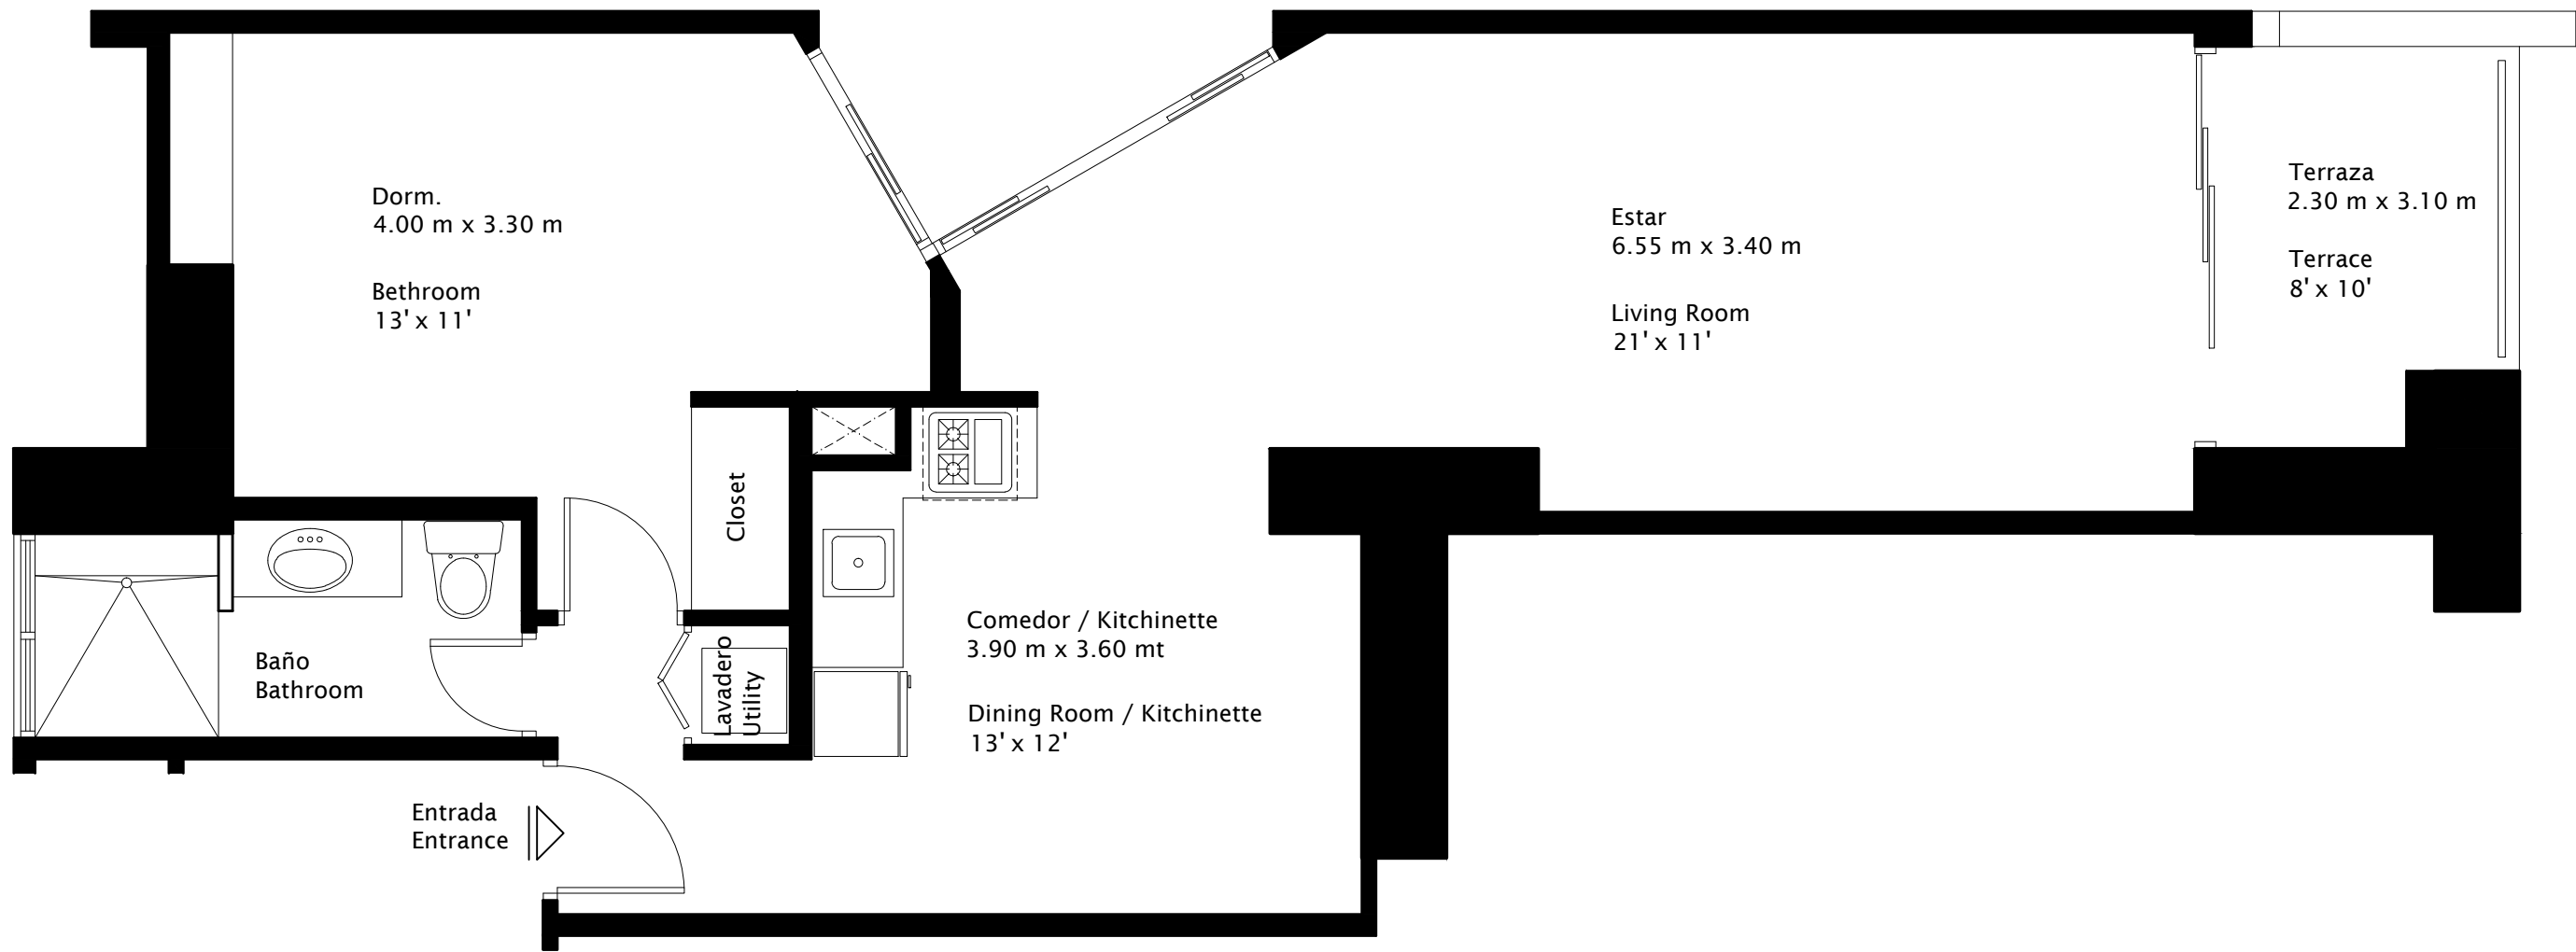 Dorm.
4.00 m x 3.30 m
Bethroom
13' x 11'
Estar
6.55 m x 3.40 m
Living Room
21' x 11'
Terraza
2.30 m x 3.10 m
Terrace
8' x 10'
Closet
Lavadero
Utility
Comedor / Kitchinette
3.90 m x 3.60 mt
Dining Room / Kitchinette
13' x 12'
Baño
Bathroom
Entrada
Entrance